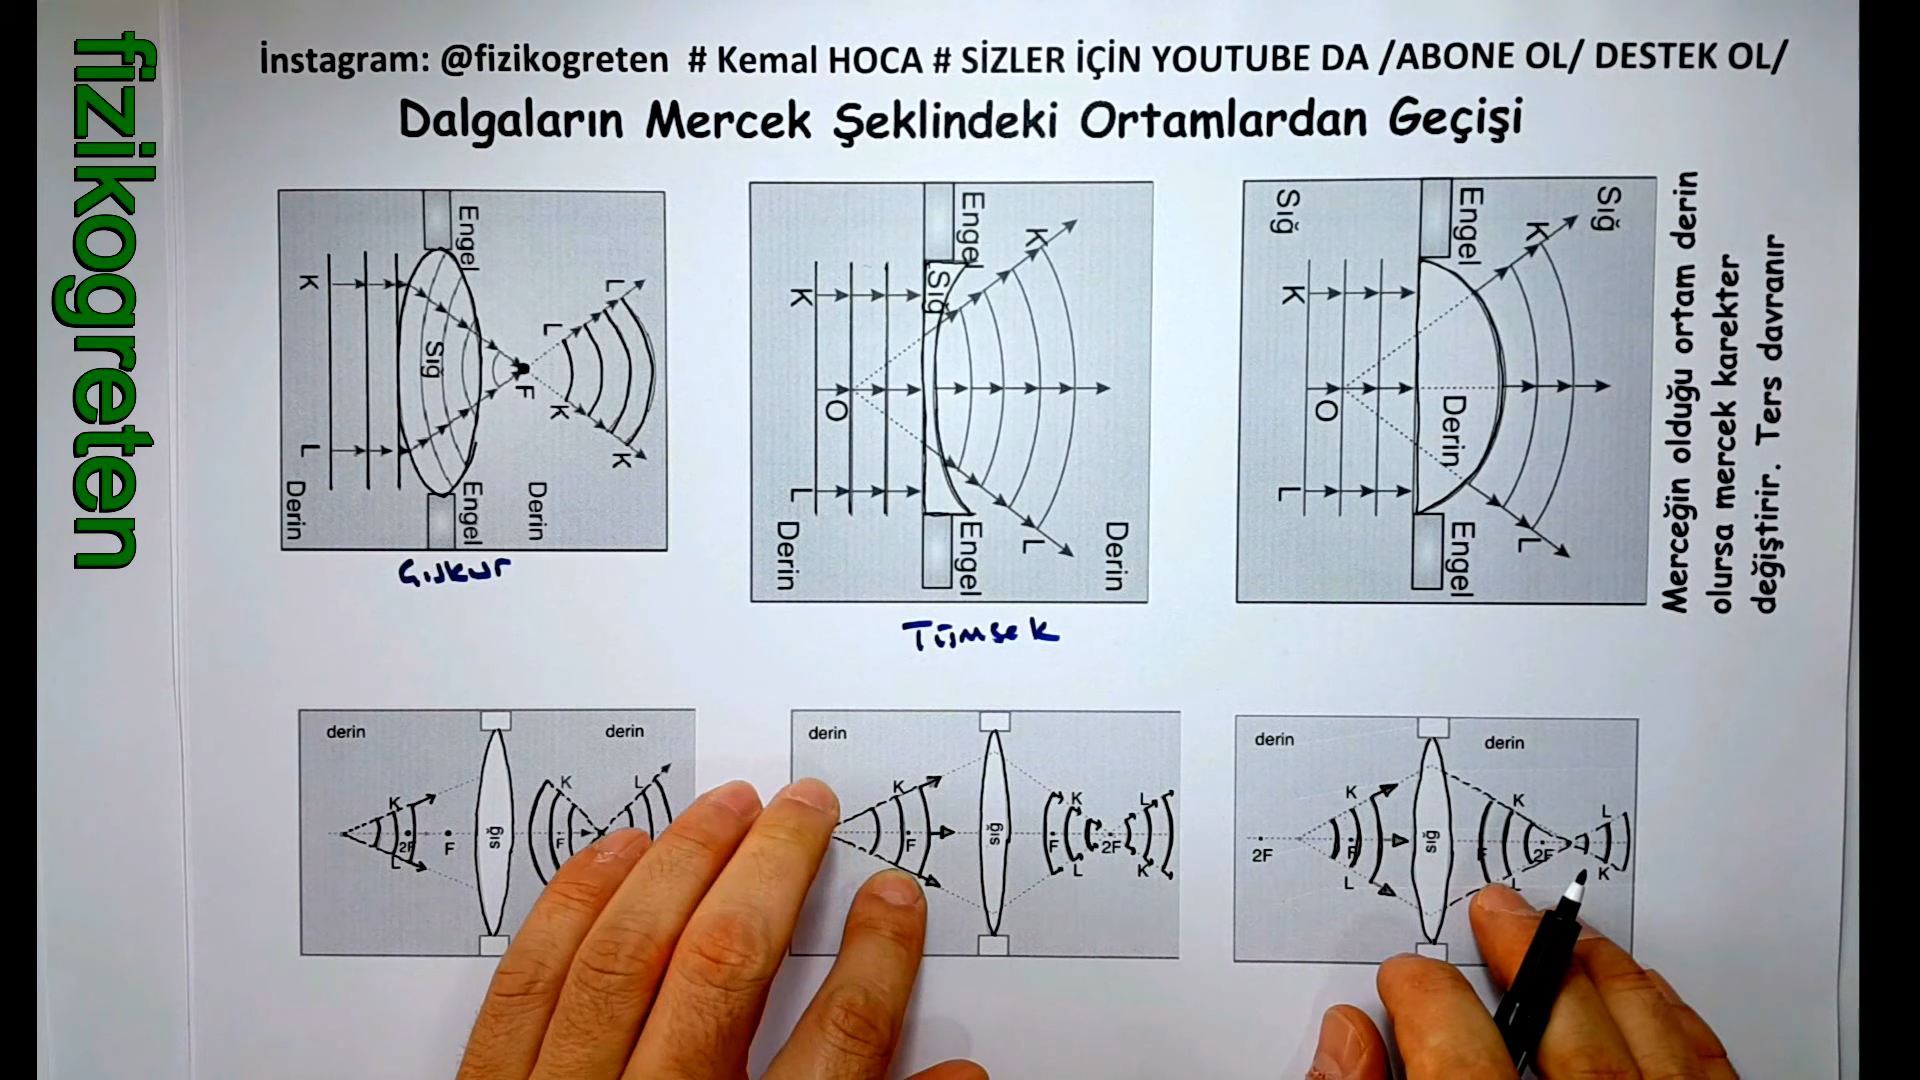 fizikogreten
İnstagram: @fizikogreten # Kemal HOCA # SİZLER İÇİN YOUTUBE DA /ABONE OL/ DESTEK OL/
Dalgaların Mercek Şeklindeki Ortamlardan Geçişi
Engel
K
L
Sığ
L
F
K
K
L
Derin
Engel
Derin
Gıukur
Engel
K
Sığ
K
O
L
L
Derin
Engel
Derin
Tümsek
Sığ
Engel
K
Sığ
K
O
Derin
L
L
Engel
Merceğin olduğu ortam derin
olursa mercek karekter
değiştirir. Ters davranır
derin
derin
K
K
L
2F
F
sığ
F
L
derin
K
K
L
F
sığ
F
2F
L
K
derin
derin
K
K
L
2F
F
sığ
F
2F
L
L
K